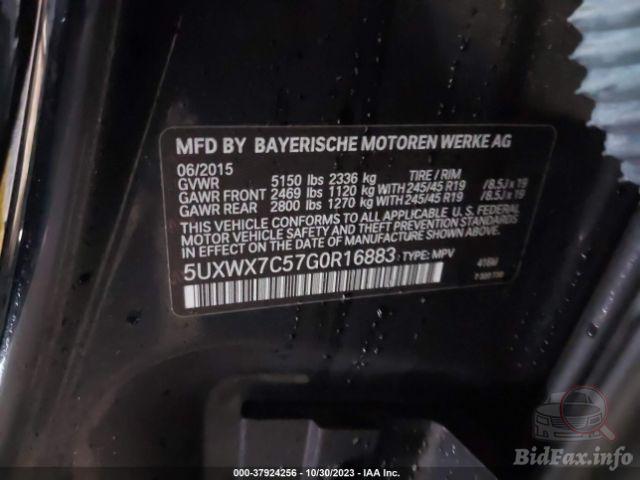 MFD BY BAYERISCHE MOTOREN WERKE AG
06/2015
GVWR 5150 lbs 2336 kg TIRE / RIM
GAWR FRONT 2469 lbs 1120 kg WITH 245/45 R19 /8.5J x 19
GAWR REAR 2800 lbs 1270 kg WITH 245/45 R19 /8.5J x 19
THIS VEHICLE CONFORMS TO ALL APPLICABLE U.S. FEDERAL
MOTOR VEHICLE SAFETY, BUMPER, AND THEFT PREVENTION STANDARDS
IN EFFECT ON THE DATE OF MANUFACTURE SHOWN ABOVE.
5UXWX7C57G0R16883 TYPE: MPV
BidFax.info
000-37924256 - 10/30/2023 - IAA Inc.